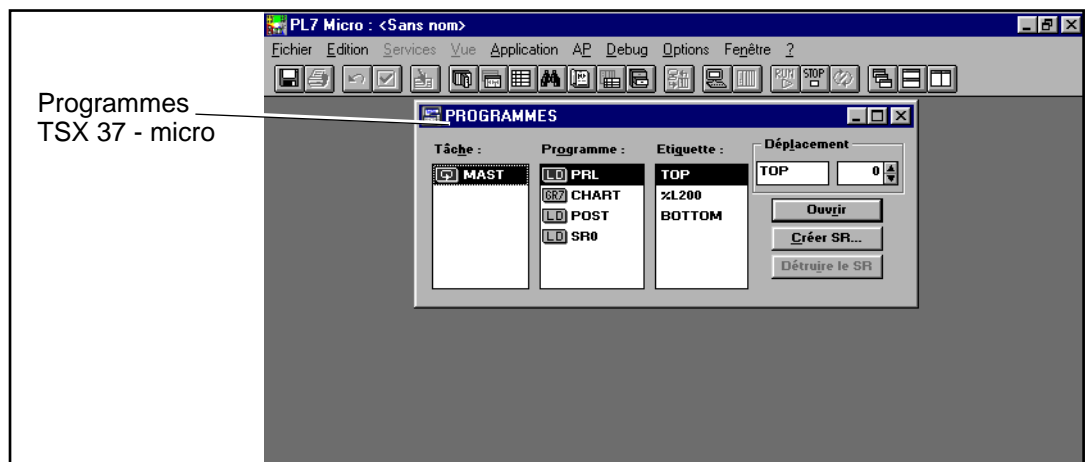 PL7 Micro : <Sans nom>
Fichier Edition Services Vue Application AP Debug Options Fenêtre ?
RUN STOP
Programmes
TSX 37 - micro
PROGRAMMES
Tâche : Programme : Etiquette : Déplacement
MAST LD PRL TOP TOP 0
GR7 CHART %L200
LD POST BOTTOM
LD SR0
Ouvrir
Créer SR...
Détruire le SR